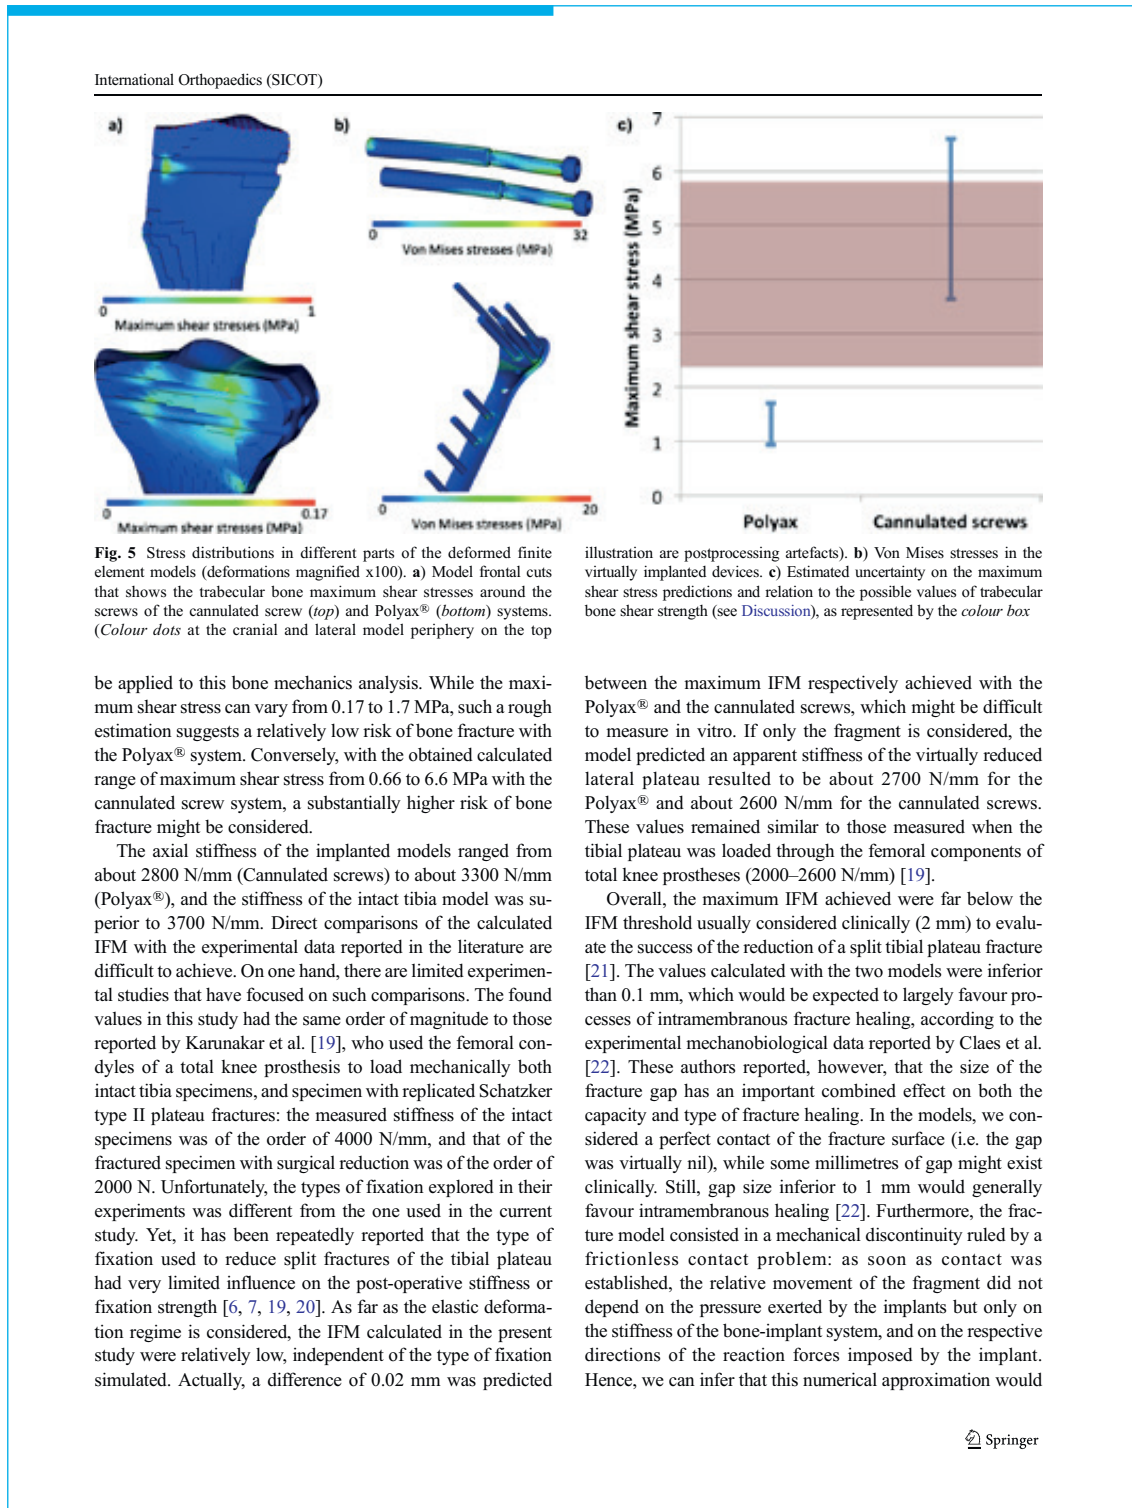 International Orthopaedics (SICOT)
a)
0
1
Maximum shear stresses (MPa)
0
0.17
Maximum shear stresses (MPa)
b)
0
32
Von Mises stresses (MPa)
0
20
Von Mises stresses (MPa)
c)
Maximum shear stress (MPa)
7
6
5
4
3
2
1
0
Polyax
Cannulated screws
Fig. 5 Stress distributions in different parts of the deformed finite
element models (deformations magnified x100). a) Model frontal cuts
that shows the trabecular bone maximum shear stresses around the
screws of the cannulated screw (top) and Polyax® (bottom) systems.
(Colour dots at the cranial and lateral model periphery on the top
illustration are postprocessing artefacts). b) Von Mises stresses in the
virtually implanted devices. c) Estimated uncertainty on the maximum
shear stress predictions and relation to the possible values of trabecular
bone shear strength (see Discussion), as represented by the colour box
be applied to this bone mechanics analysis. While the maxi-
mum shear stress can vary from 0.17 to 1.7 MPa, such a rough
estimation suggests a relatively low risk of bone fracture with
the Polyax® system. Conversely, with the obtained calculated
range of maximum shear stress from 0.66 to 6.6 MPa with the
cannulated screw system, a substantially higher risk of bone
fracture might be considered.
The axial stiffness of the implanted models ranged from
about 2800 N/mm (Cannulated screws) to about 3300 N/mm
(Polyax®), and the stiffness of the intact tibia model was su-
perior to 3700 N/mm. Direct comparisons of the calculated
IFM with the experimental data reported in the literature are
difficult to achieve. On one hand, there are limited experimen-
tal studies that have focused on such comparisons. The found
values in this study had the same order of magnitude to those
reported by Karunakar et al. [19], who used the femoral con-
dyles of a total knee prosthesis to load mechanically both
intact tibia specimens, and specimen with replicated Schatzker
type II plateau fractures: the measured stiffness of the intact
specimens was of the order of 4000 N/mm, and that of the
fractured specimen with surgical reduction was of the order of
2000 N. Unfortunately, the types of fixation explored in their
experiments was different from the one used in the current
study. Yet, it has been repeatedly reported that the type of
fixation used to reduce split fractures of the tibial plateau
had very limited influence on the post-operative stiffness or
fixation strength [6, 7, 19, 20]. As far as the elastic deforma-
tion regime is considered, the IFM calculated in the present
study were relatively low, independent of the type of fixation
simulated. Actually, a difference of 0.02 mm was predicted
between the maximum IFM respectively achieved with the
Polyax® and the cannulated screws, which might be difficult
to measure in vitro. If only the fragment is considered, the
model predicted an apparent stiffness of the virtually reduced
lateral plateau resulted to be about 2700 N/mm for the
Polyax® and about 2600 N/mm for the cannulated screws.
These values remained similar to those measured when the
tibial plateau was loaded through the femoral components of
total knee prostheses (2000–2600 N/mm) [19].
Overall, the maximum IFM achieved were far below the
IFM threshold usually considered clinically (2 mm) to evalu-
ate the success of the reduction of a split tibial plateau fracture
[21]. The values calculated with the two models were inferior
than 0.1 mm, which would be expected to largely favour pro-
cesses of intramembranous fracture healing, according to the
experimental mechanobiological data reported by Claes et al.
[22]. These authors reported, however, that the size of the
fracture gap has an important combined effect on both the
capacity and type of fracture healing. In the models, we con-
sidered a perfect contact of the fracture surface (i.e. the gap
was virtually nil), while some millimetres of gap might exist
clinically. Still, gap size inferior to 1 mm would generally
favour intramembranous healing [22]. Furthermore, the frac-
ture model consisted in a mechanical discontinuity ruled by a
frictionless contact problem: as soon as contact was
established, the relative movement of the fragment did not
depend on the pressure exerted by the implants but only on
the stiffness of the bone-implant system, and on the respective
directions of the reaction forces imposed by the implant.
Hence, we can infer that this numerical approximation would
Springer